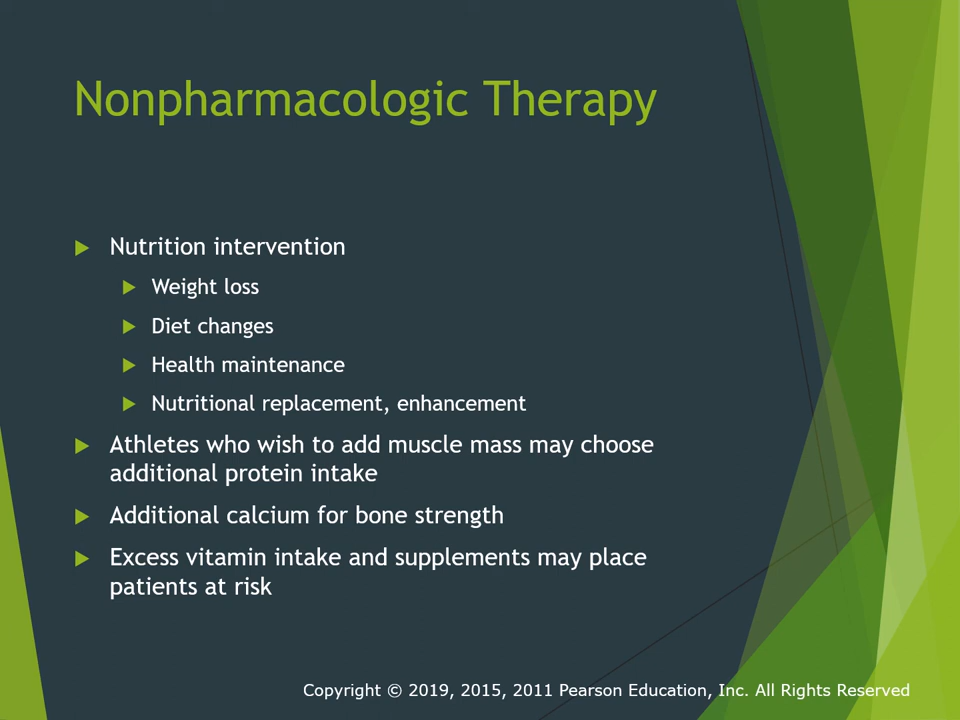 Nonpharmacologic Therapy
Nutrition intervention
Weight loss
Diet changes
Health maintenance
Nutritional replacement, enhancement
Athletes who wish to add muscle mass may choose
additional protein intake
Additional calcium for bone strength
Excess vitamin intake and supplements may place
patients at risk
Copyright © 2019, 2015, 2011 Pearson Education, Inc. All Rights Reserved